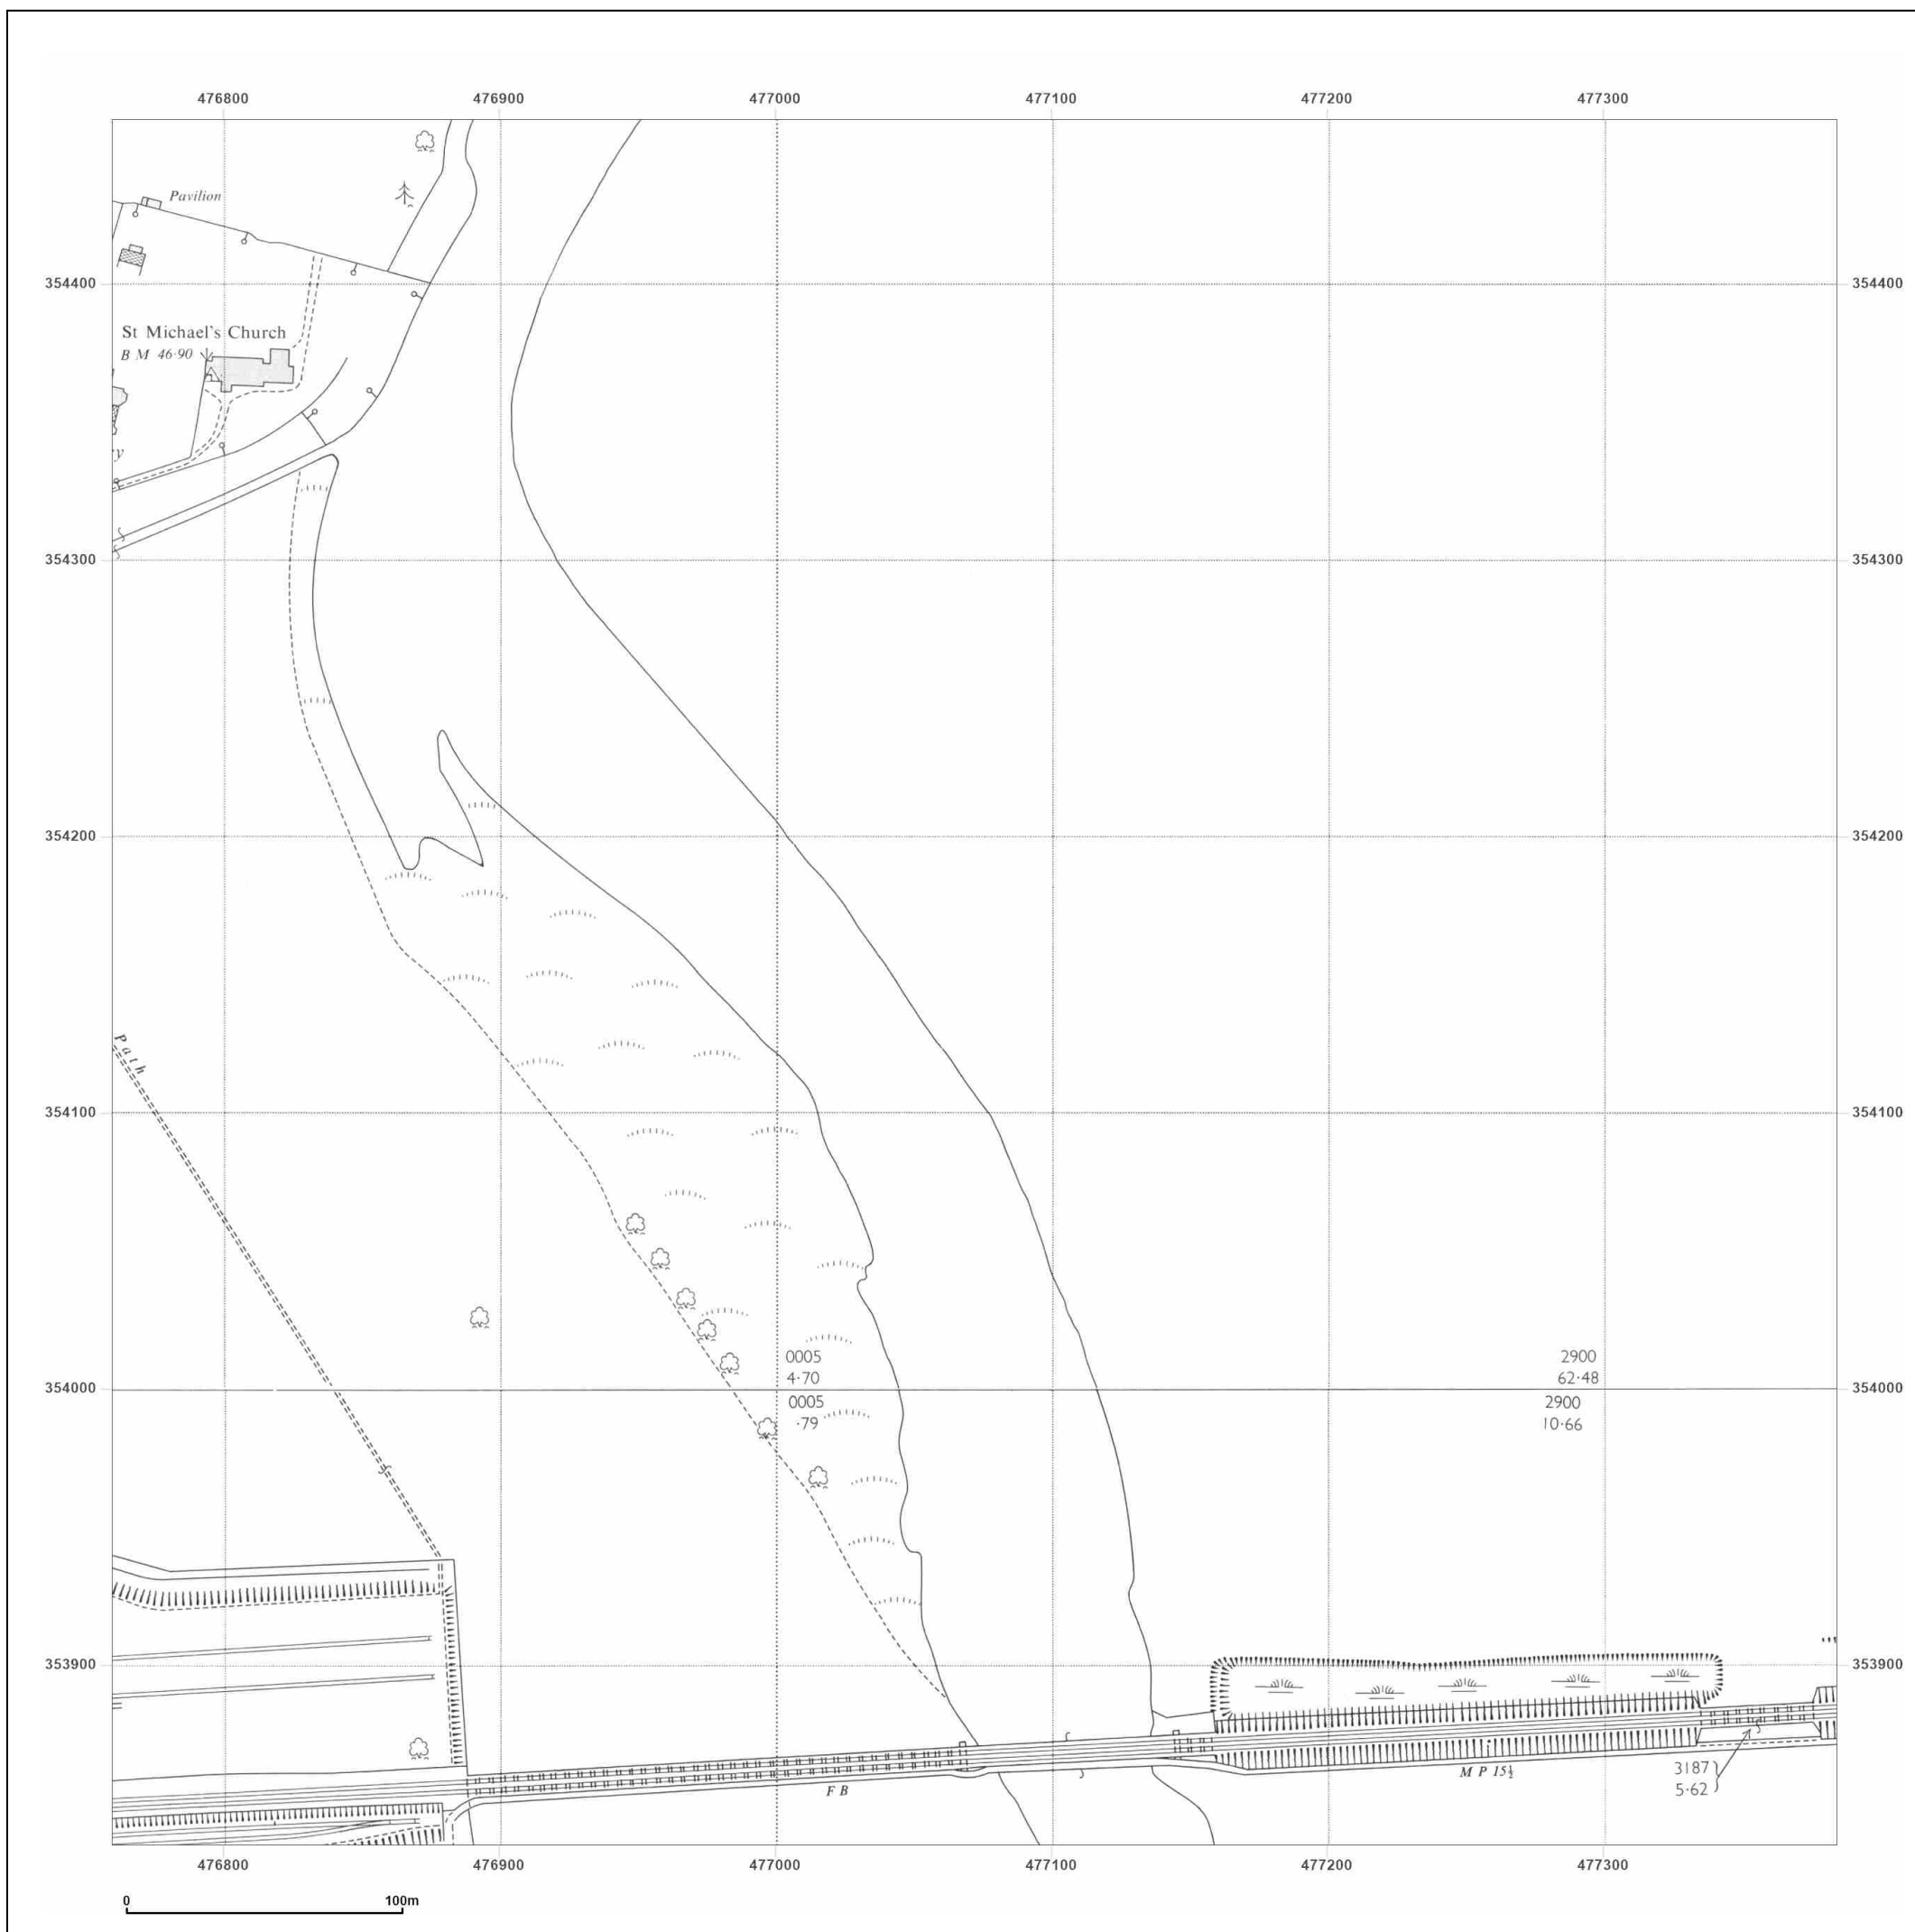 476800 476900 477000 477100 477200 477300
Pavilion
354400 354400
St Michael's Church
B M 46·90
y
354300 354300
354200 354200
Path
354100 354100
0005 2900
4·70 62·48
354000 354000
0005 2900
·79 10·66
353900 353900
M P 15½
3187
5·62
F B
476800 476900 477000 477100 477200 477300
0 100m